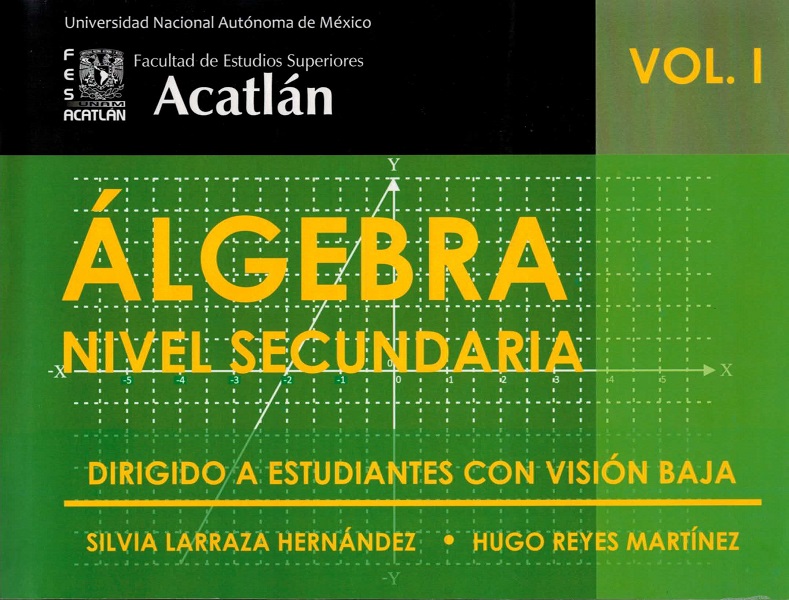 Universidad Nacional Autónoma de México
FES
UNAM
ACATLÁN
Facultad de Estudios Superiores
Acatlán
VOL. I
Y
ÁLGEBRA
NIVEL SECUNDARIA
-X
X
-5 -4 -3 -2 -1 0 1 2 3 4 5
0
DIRIGIDO A ESTUDIANTES CON VISIÓN BAJA
SILVIA LARRAZA HERNÁNDEZ • HUGO REYES MARTÍNEZ
-Y